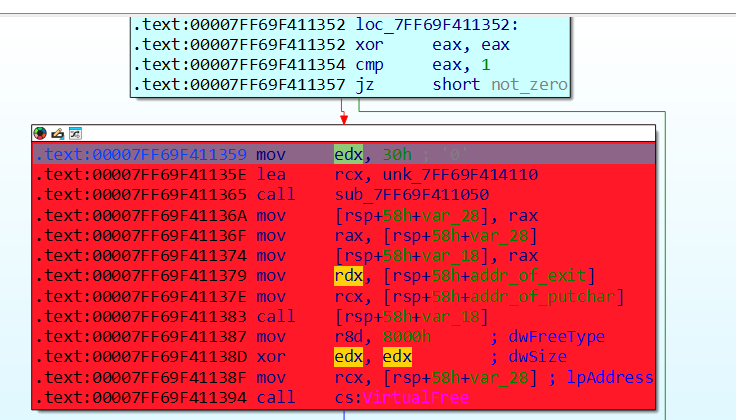 .text:00007FF69F411352 loc_7FF69F411352:
.text:00007FF69F411352 xor eax, eax
.text:00007FF69F411354 cmp eax, 1
.text:00007FF69F411357 jz short not_zero
.text:00007FF69F411359 mov edx, 30h ; '0'
.text:00007FF69F41135E lea rcx, unk_7FF69F414110
.text:00007FF69F411365 call sub_7FF69F411050
.text:00007FF69F41136A mov [rsp+58h+var_28], rax
.text:00007FF69F41136F mov rax, [rsp+58h+var_28]
.text:00007FF69F411374 mov [rsp+58h+var_18], rax
.text:00007FF69F411379 mov rdx, [rsp+58h+addr_of_exit]
.text:00007FF69F41137E mov rcx, [rsp+58h+addr_of_putchar]
.text:00007FF69F411383 call [rsp+58h+var_18]
.text:00007FF69F411387 mov r8d, 8000h ; dwFreeType
.text:00007FF69F41138D xor edx, edx ; dwSize
.text:00007FF69F41138F mov rcx, [rsp+58h+var_28] ; lpAddress
.text:00007FF69F411394 call cs:VirtualFree